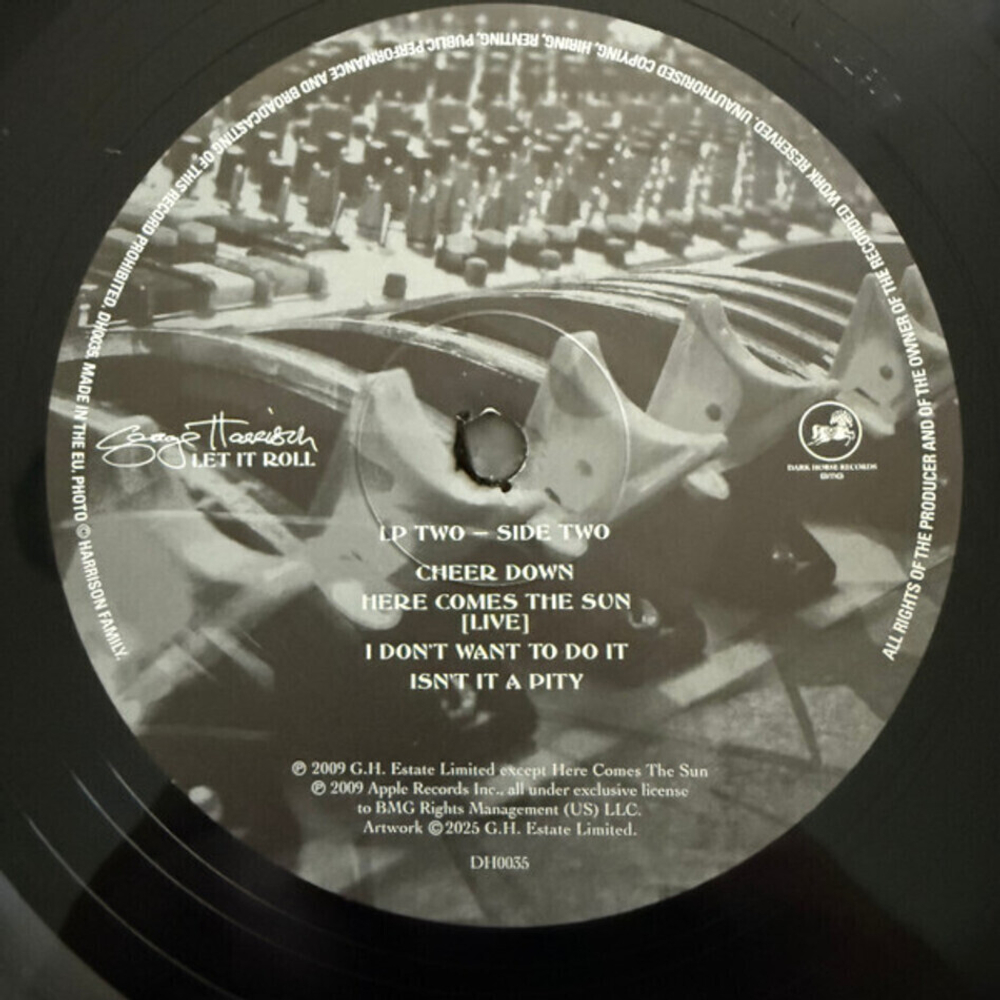 ALL RIGHTS OF THE PRODUCER AND OF THE OWNER OF THE RECORDED WORK RESERVED. UNAUTHORISED COPYING, HIRING, RENTING, PUBLIC PERFORMANCE AND BROADCASTING OF THIS RECORD PROHIBITED. DH0035. MADE IN THE EU. PHOTO © HARRISON FAMILY.
George Harrison
LET IT ROLL
DARK HORSE RECORDS
LP TWO – SIDE TWO
CHEER DOWN
HERE COMES THE SUN
[LIVE]
I DON'T WANT TO DO IT
ISN'T IT A PITY
℗ 2009 G.H. Estate Limited except Here Comes The Sun
℗ 2009 Apple Records Inc., all under exclusive license
to BMG Rights Management (US) LLC.
Artwork ©2025 G.H. Estate Limited.
DH0035